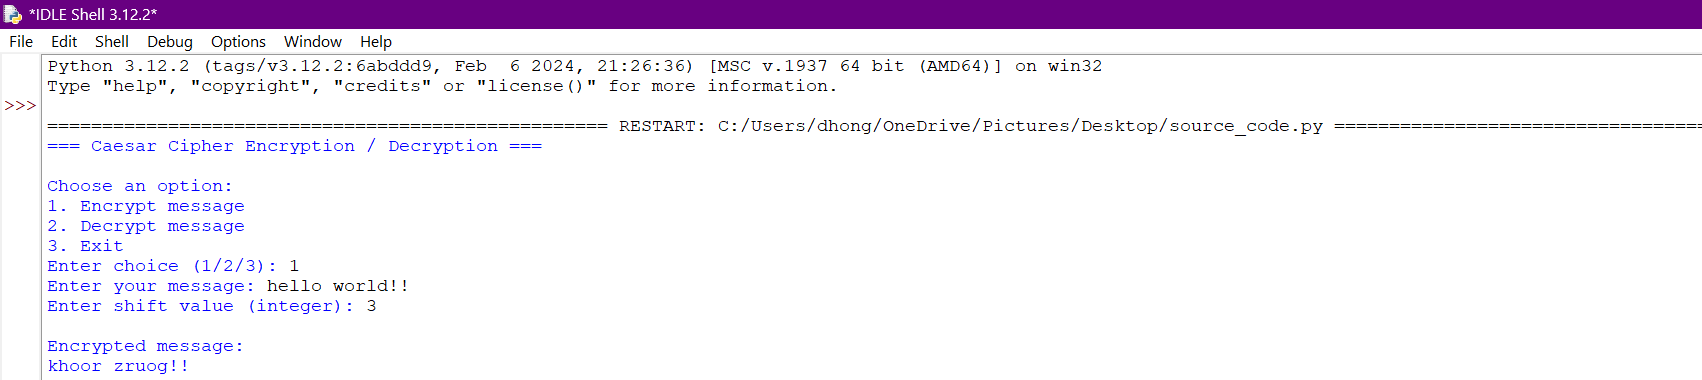 *IDLE Shell 3.12.2*
File Edit Shell Debug Options Window Help
Python 3.12.2 (tags/v3.12.2:6abddd9, Feb  6 2024, 21:26:36) [MSC v.1937 64 bit (AMD64)] on win32
Type "help", "copyright", "credits" or "license()" for more information.
>>>
=================================================== RESTART: C:/Users/dhong/OneDrive/Pictures/Desktop/source_code.py ==================================
=== Caesar Cipher Encryption / Decryption ===
Choose an option:
1. Encrypt message
2. Decrypt message
3. Exit
Enter choice (1/2/3): 1
Enter your message: hello world!!
Enter shift value (integer): 3
Encrypted message:
khoor zruog!!